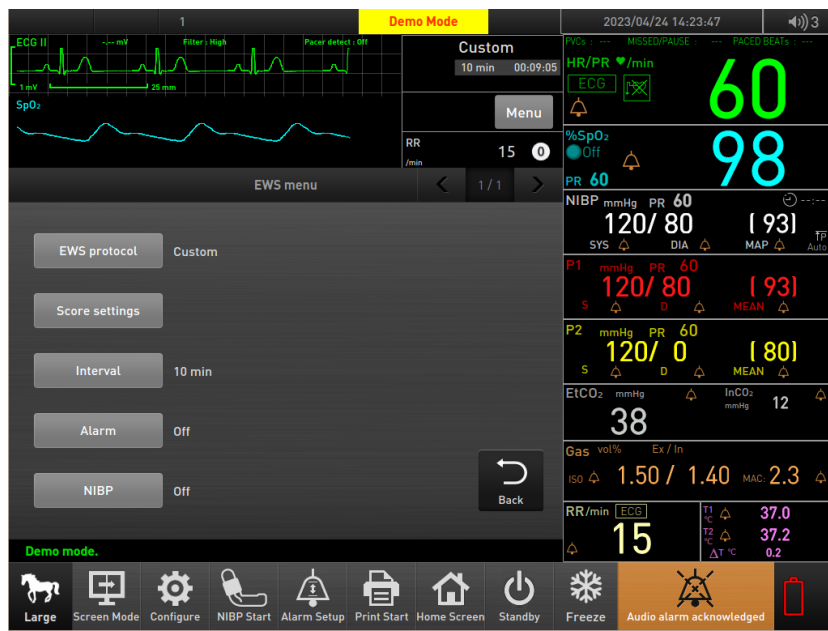 1
Demo Mode
2023/04/24 14:23:47
3
ECG II
-.-- mV
Filter : High
Pacer detect : Off
1 mV
25 mm
SpO₂
Custom
10 min 00:09:05
Menu
RR
/min
15
0
EWS menu
1/1
EWS protocol
Custom
Score settings
Interval
10 min
Alarm
Off
NIBP
Off
Back
Demo mode.
PVCs : --- MISSED/PAUSE : --- PACED BEATs : ---
HR/PR ♥/min
ECG
60
%SpO₂
Off
98
PR 60
NIBP mmHg PR 60
--:--
120/ 80 ( 93)
SYS DIA MAP
TP
Auto
P1 mmHg PR 60
120/ 80 ( 93)
S D MEAN
P2 mmHg PR 60
120/ 0 ( 80)
S D MEAN
EtCO₂ mmHg
38
InCO₂
mmHg
12
Gas vol% Ex / In
ISO 1.50 / 1.40 MAC: 2.3
RR/min ECG
15
T1
°C
37.0
T2
°C
37.2
ΔT °C
0.2
Large
Screen Mode
Configure
NIBP Start
Alarm Setup
Print Start
Home Screen
Standby
Freeze
Audio alarm acknowledged